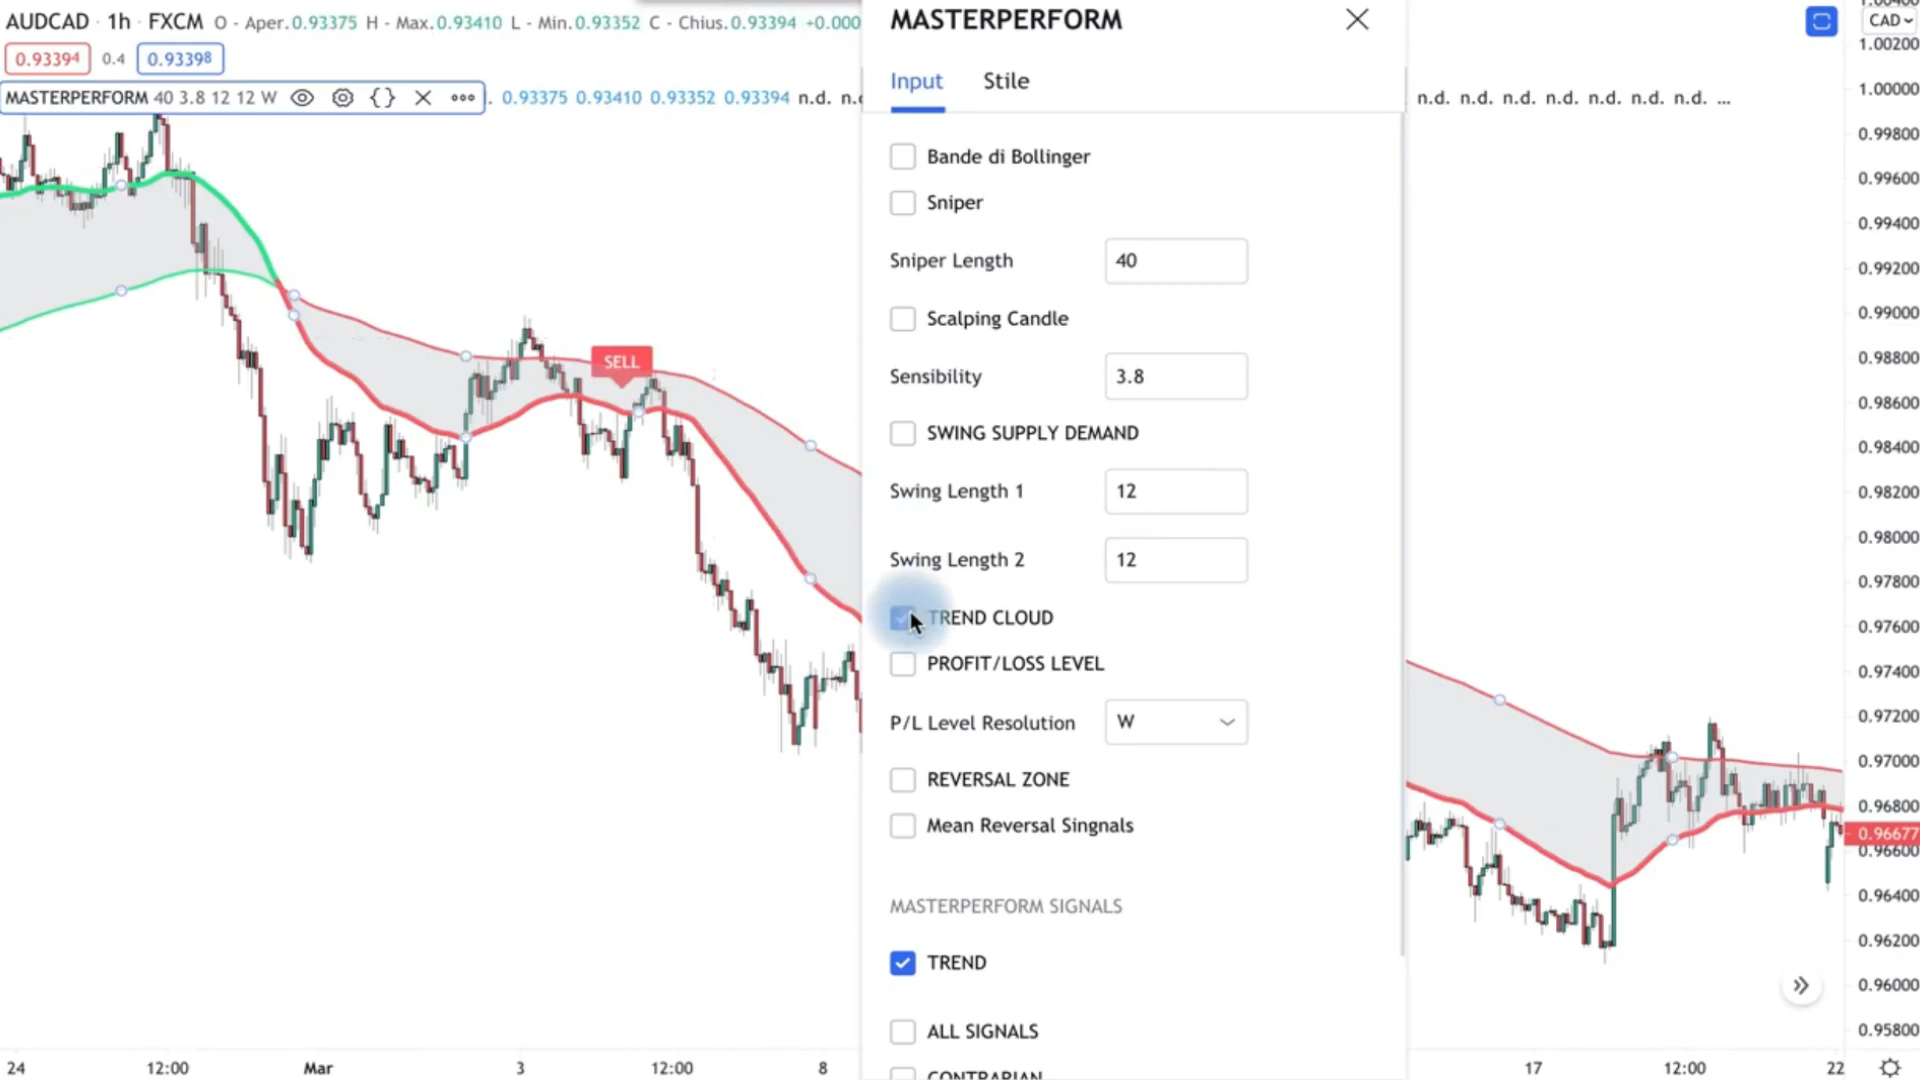 AUDCAD · 1h · FXCM O - Aper.0.93375 H - Max.0.93410 L - Min.0.93352 C - Chius.0.93394 +0.000
0.93394 0.4 0.93398
MASTERPERFORM 40 3.8 12 12 W
0.93375 0.93410 0.93352 0.93394 n.d.
n.d. n.d. n.d. n.d. n.d. n.d. n.d. ...
SELL
MASTERPERFORM
Input Stile
Bande di Bollinger
Sniper
Sniper Length 40
Scalping Candle
Sensibility 3.8
SWING SUPPLY DEMAND
Swing Length 1 12
Swing Length 2 12
TREND CLOUD
PROFIT/LOSS LEVEL
P/L Level Resolution W
REVERSAL ZONE
Mean Reversal Singnals
MASTERPERFORM SIGNALS
TREND
ALL SIGNALS
CONTRARIAN
CAD
1.00200
1.00000
0.99800
0.99600
0.99400
0.99200
0.99000
0.98800
0.98600
0.98400
0.98200
0.98000
0.97800
0.97600
0.97400
0.97200
0.97000
0.96800
0.96677
0.96600
0.96400
0.96200
0.96000
0.95800
24 12:00 Mar 3 12:00 8 17 12:00 22